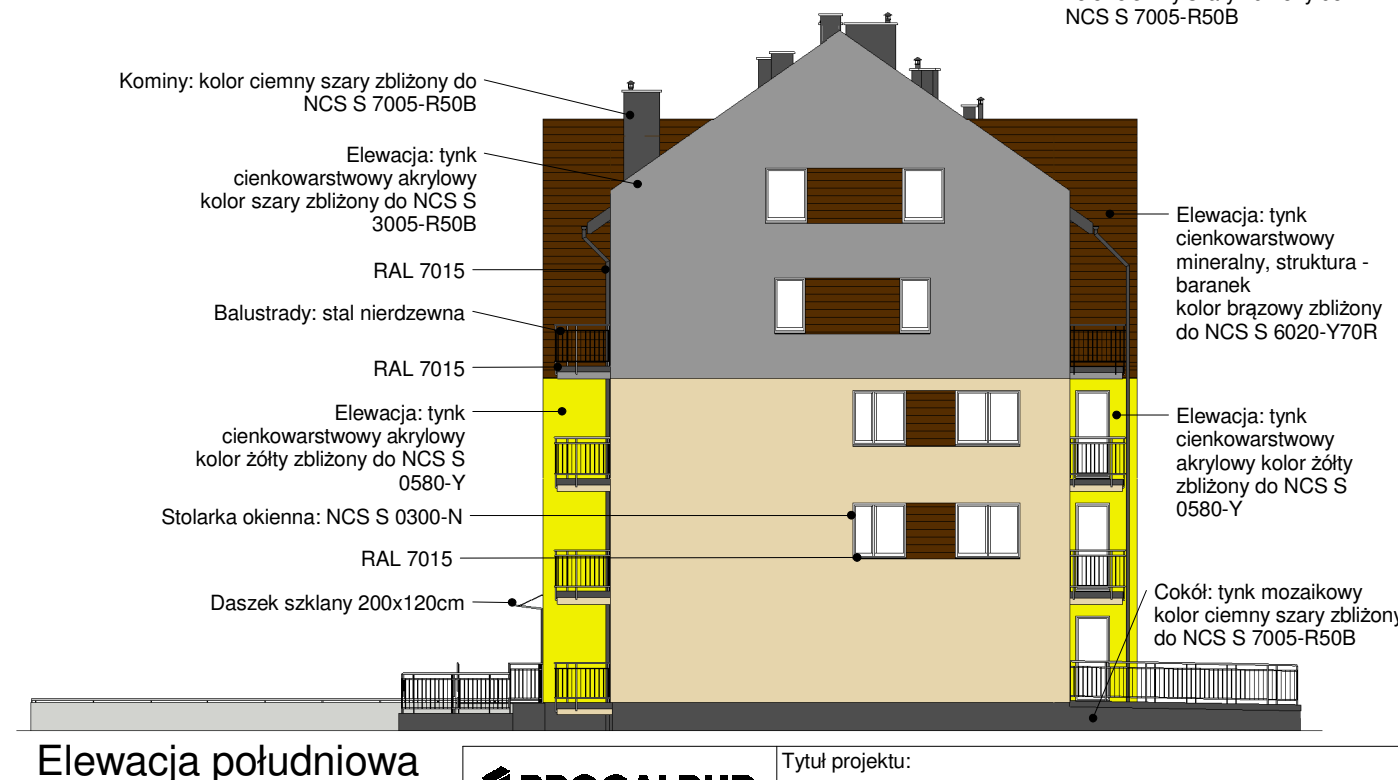 NCS S 7005-R50B
Kominy: kolor ciemny szary zbliżony do
NCS S 7005-R50B
Elewacja: tynk
cienkowarstwowy akrylowy
kolor szary zbliżony do NCS S
3005-R50B
RAL 7015
Balustrady: stal nierdzewna
RAL 7015
Elewacja: tynk
cienkowarstwowy akrylowy
kolor żółty zbliżony do NCS S
0580-Y
Stolarka okienna: NCS S 0300-N
RAL 7015
Daszek szklany 200x120cm
Elewacja: tynk
cienkowarstwowy
mineralny, struktura -
baranek
kolor brązowy zbliżony
do NCS S 6020-Y70R
Elewacja: tynk
cienkowarstwowy
akrylowy kolor żółty
zbliżony do NCS S
0580-Y
Cokół: tynk mozaikowy
kolor ciemny szary zbliżony
do NCS S 7005-R50B
Elewacja południowa
Tytuł projektu: